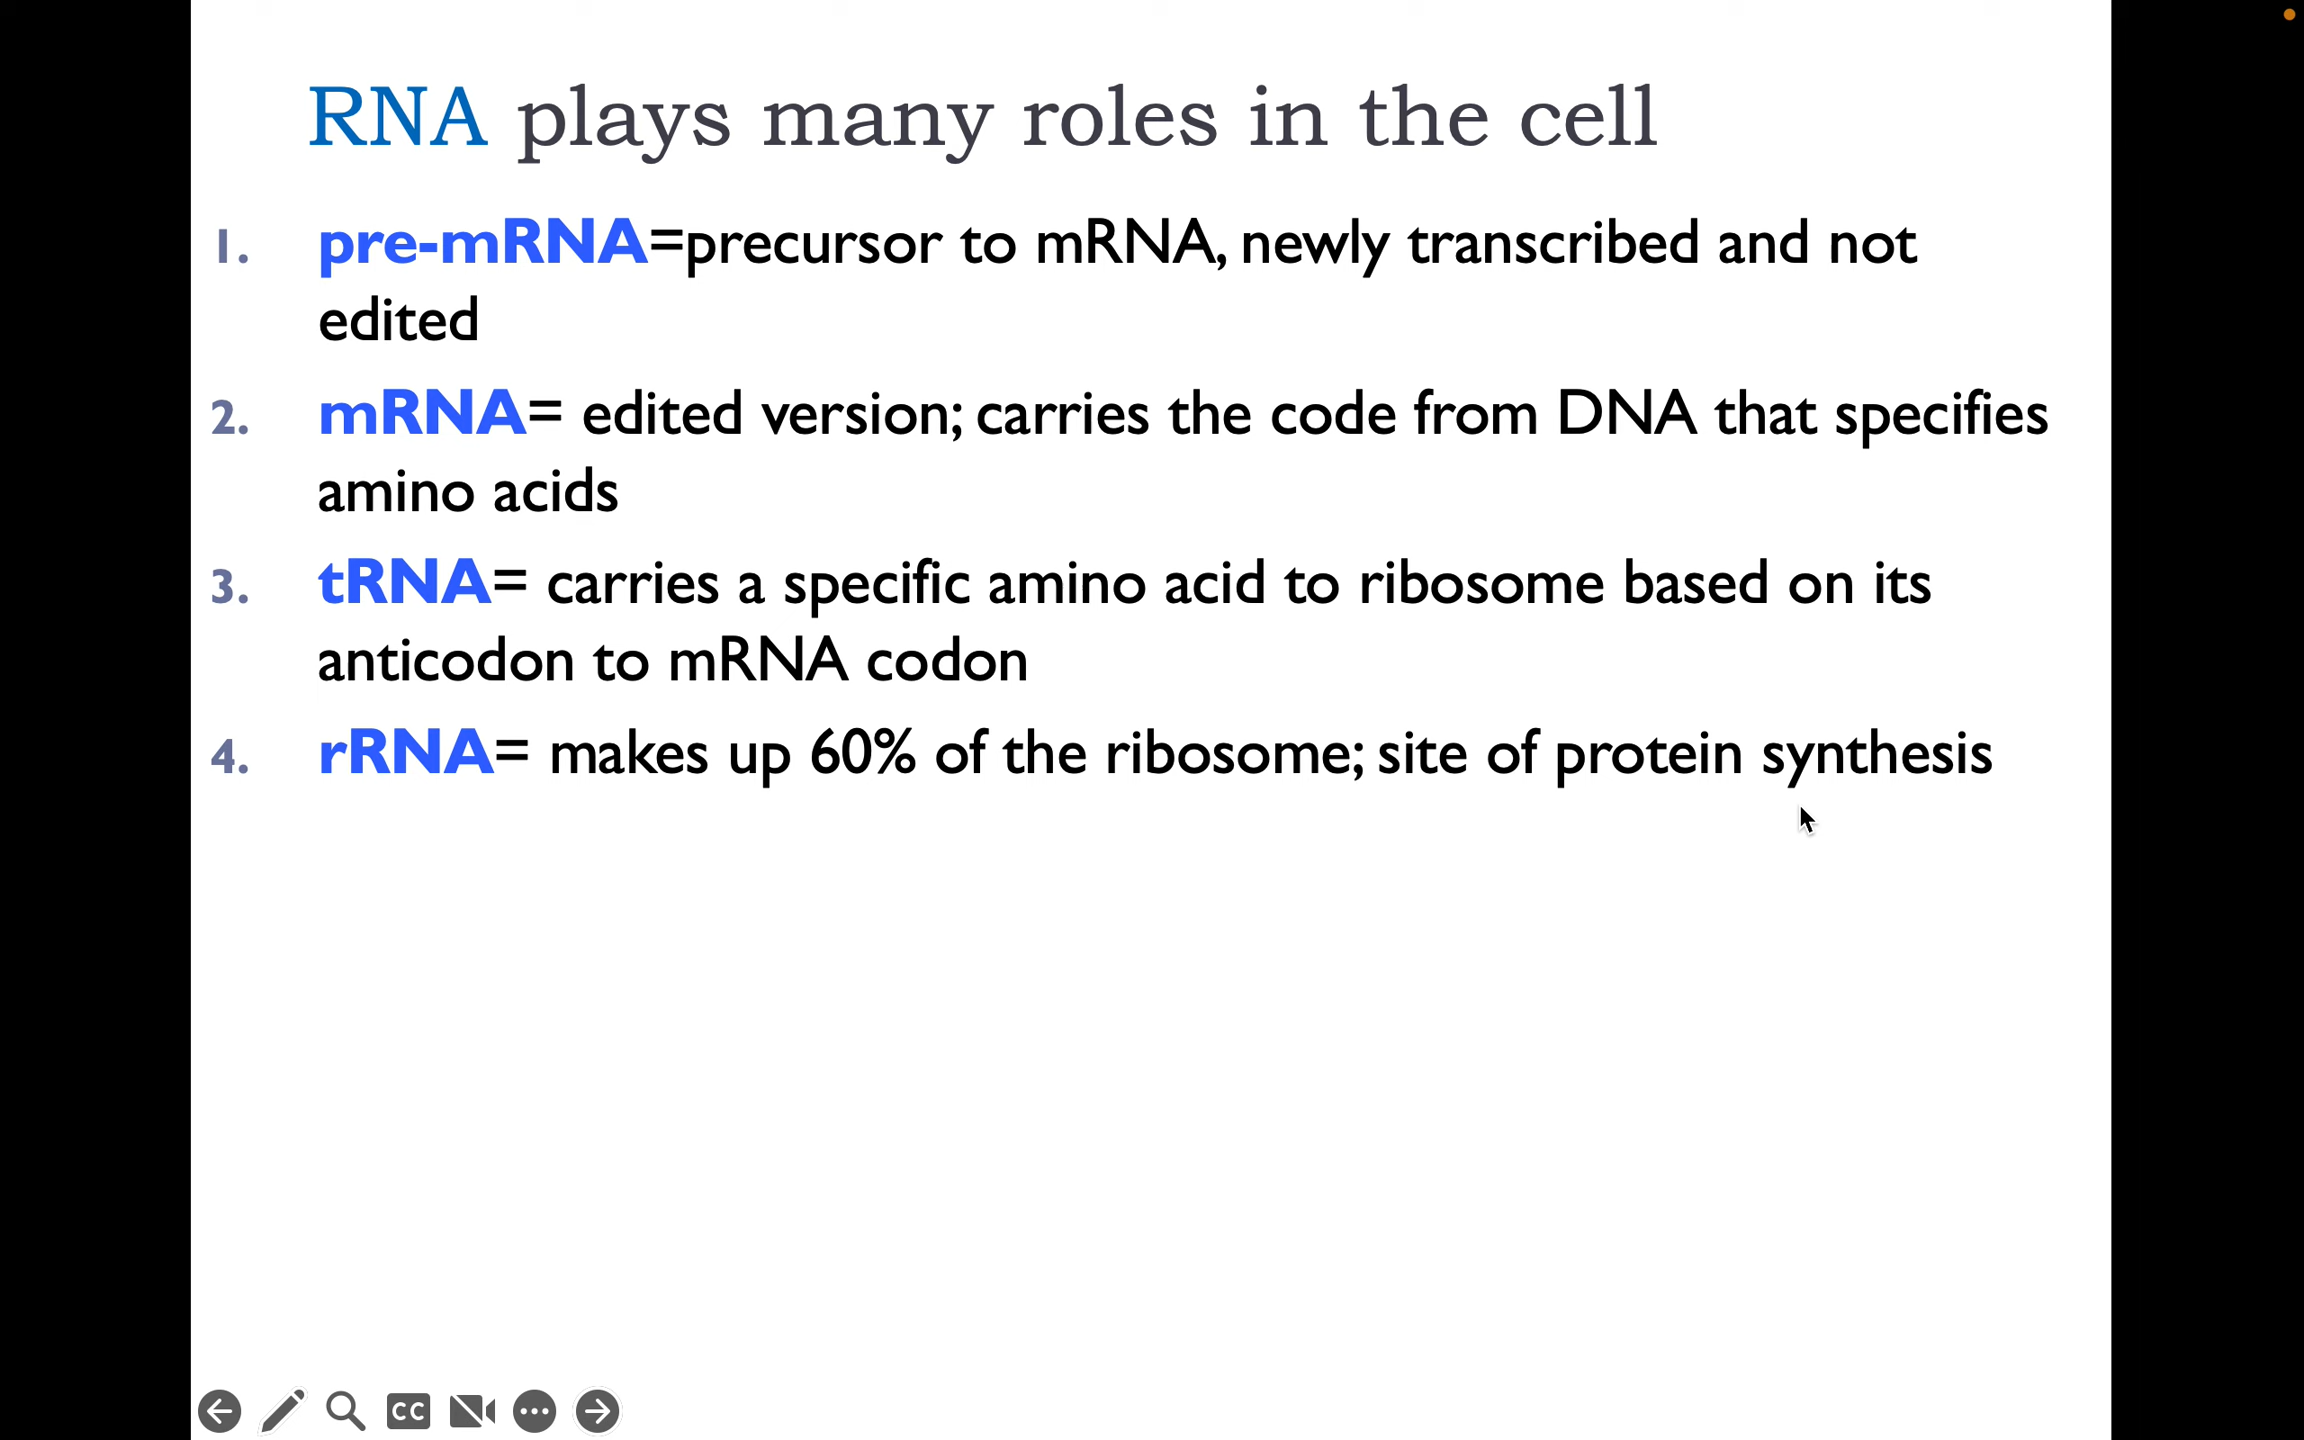 RNA plays many roles in the cell
1. pre-mRNA=precursor to mRNA, newly transcribed and not
edited
2. mRNA= edited version; carries the code from DNA that specifies
amino acids
3. tRNA= carries a specific amino acid to ribosome based on its
anticodon to mRNA codon
4. rRNA= makes up 60% of the ribosome; site of protein synthesis
CC